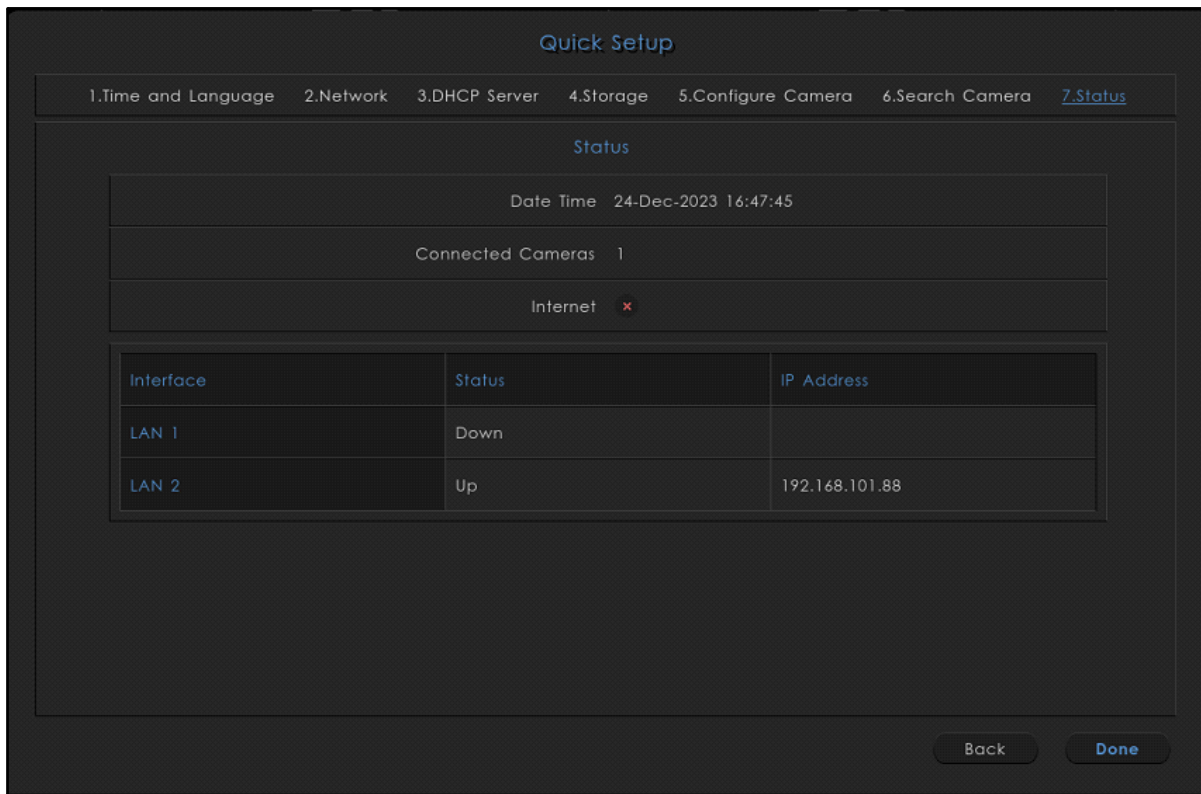 Quick Setup
1.Time and Language 2.Network 3.DHCP Server 4.Storage 5.Configure Camera 6.Search Camera 7.Status
Status
Date Time 24-Dec-2023 16:47:45
Connected Cameras 1
Internet
Interface Status IP Address
LAN 1 Down
LAN 2 Up 192.168.101.88
Back Done